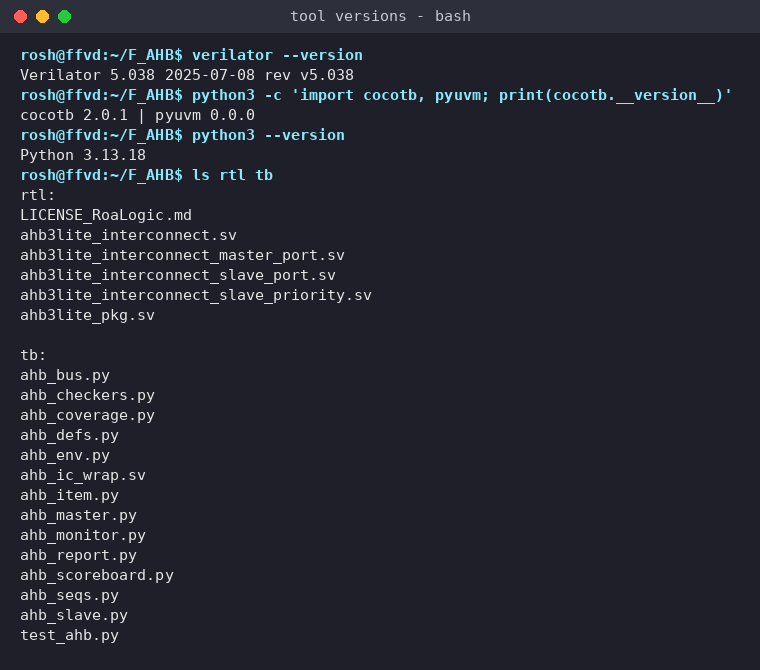 tool versions - bash
rosh@ffvd:~/F_AHB$ verilator --version
Verilator 5.038 2025-07-08 rev v5.038
rosh@ffvd:~/F_AHB$ python3 -c 'import cocotb, pyuvm; print(cocotb.__version__)'
cocotb 2.0.1 | pyuvm 0.0.0
rosh@ffvd:~/F_AHB$ python3 --version
Python 3.13.18
rosh@ffvd:~/F_AHB$ ls rtl tb
rtl:
LICENSE_RoaLogic.md
ahb3lite_interconnect.sv
ahb3lite_interconnect_master_port.sv
ahb3lite_interconnect_slave_port.sv
ahb3lite_interconnect_slave_priority.sv
ahb3lite_pkg.sv
tb:
ahb_bus.py
ahb_checkers.py
ahb_coverage.py
ahb_defs.py
ahb_env.py
ahb_ic_wrap.sv
ahb_item.py
ahb_master.py
ahb_monitor.py
ahb_report.py
ahb_scoreboard.py
ahb_seqs.py
ahb_slave.py
test_ahb.py